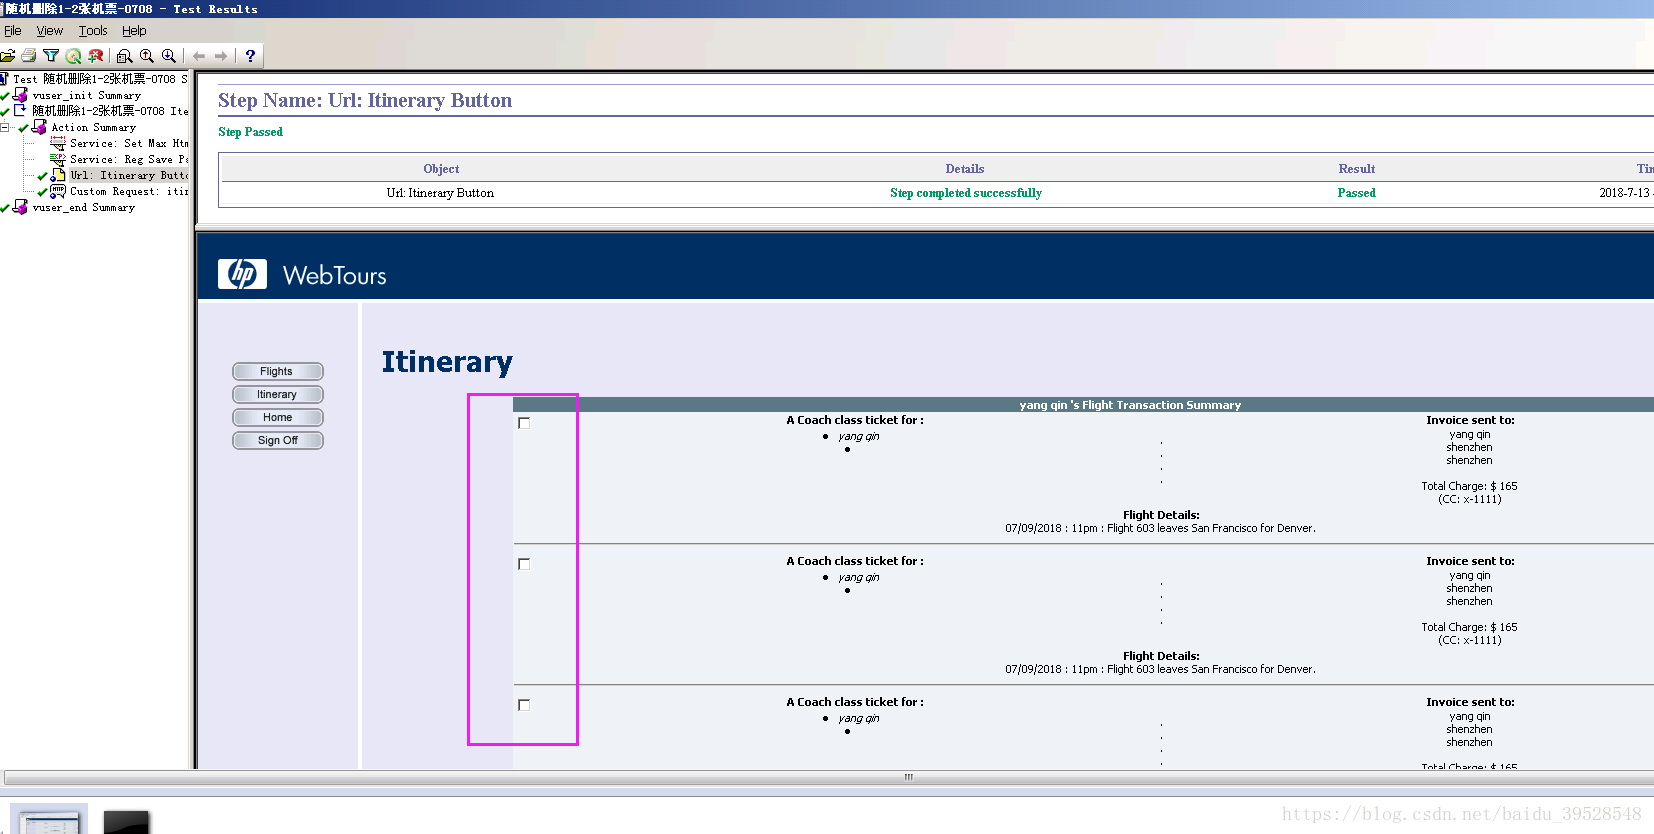 随机删除1-2张机票-0708 - Test Results
File View Tools Help
Test 随机删除1-2张机票-0708 S
vuser_init Summary
随机删除1-2张机票-0708 Ite
Action Summary
Service: Set Max Htm
Service: Reg Save Pa
Url: Itinerary Butto
Custom Request: itin
vuser_end Summary
Step Name: Url: Itinerary Button
Step Passed
Object Details Result Tim
Url: Itinerary Button Step completed successfully Passed 2018-7-13
hp WebTours
Flights
Itinerary
Home
Sign Off
Itinerary
yang qin 's Flight Transaction Summary
A Coach class ticket for : Invoice sent to:
• yang qin yang qin
• shenzhen
shenzhen
Total Charge: $ 165
(CC: x-1111)
Flight Details:
07/09/2018 : 11pm : Flight 603 leaves San Francisco for Denver.
A Coach class ticket for : Invoice sent to:
• yang qin yang qin
• shenzhen
shenzhen
Total Charge: $ 165
(CC: x-1111)
Flight Details:
07/09/2018 : 11pm : Flight 603 leaves San Francisco for Denver.
A Coach class ticket for : Invoice sent to:
• yang qin yang qin
• shenzhen
shenzhen
Total Charge: $ 165
https://blog.csdn.net/baidu_39528548